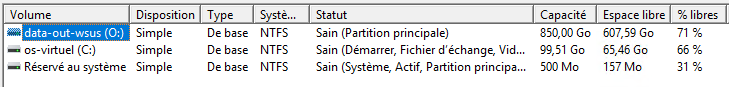 Volume Disposition Type Systè... Statut Capacité Espace libre % libres
data-out-wsus (O:) Simple De base NTFS Sain (Partition principale) 850,00 Go 607,59 Go 71 %
os-virtuel (C:) Simple De base NTFS Sain (Démarrer, Fichier d'échange, Vid... 99,51 Go 65,46 Go 66 %
Réservé au système Simple De base NTFS Sain (Système, Actif, Partition principa... 500 Mo 157 Mo 31 %